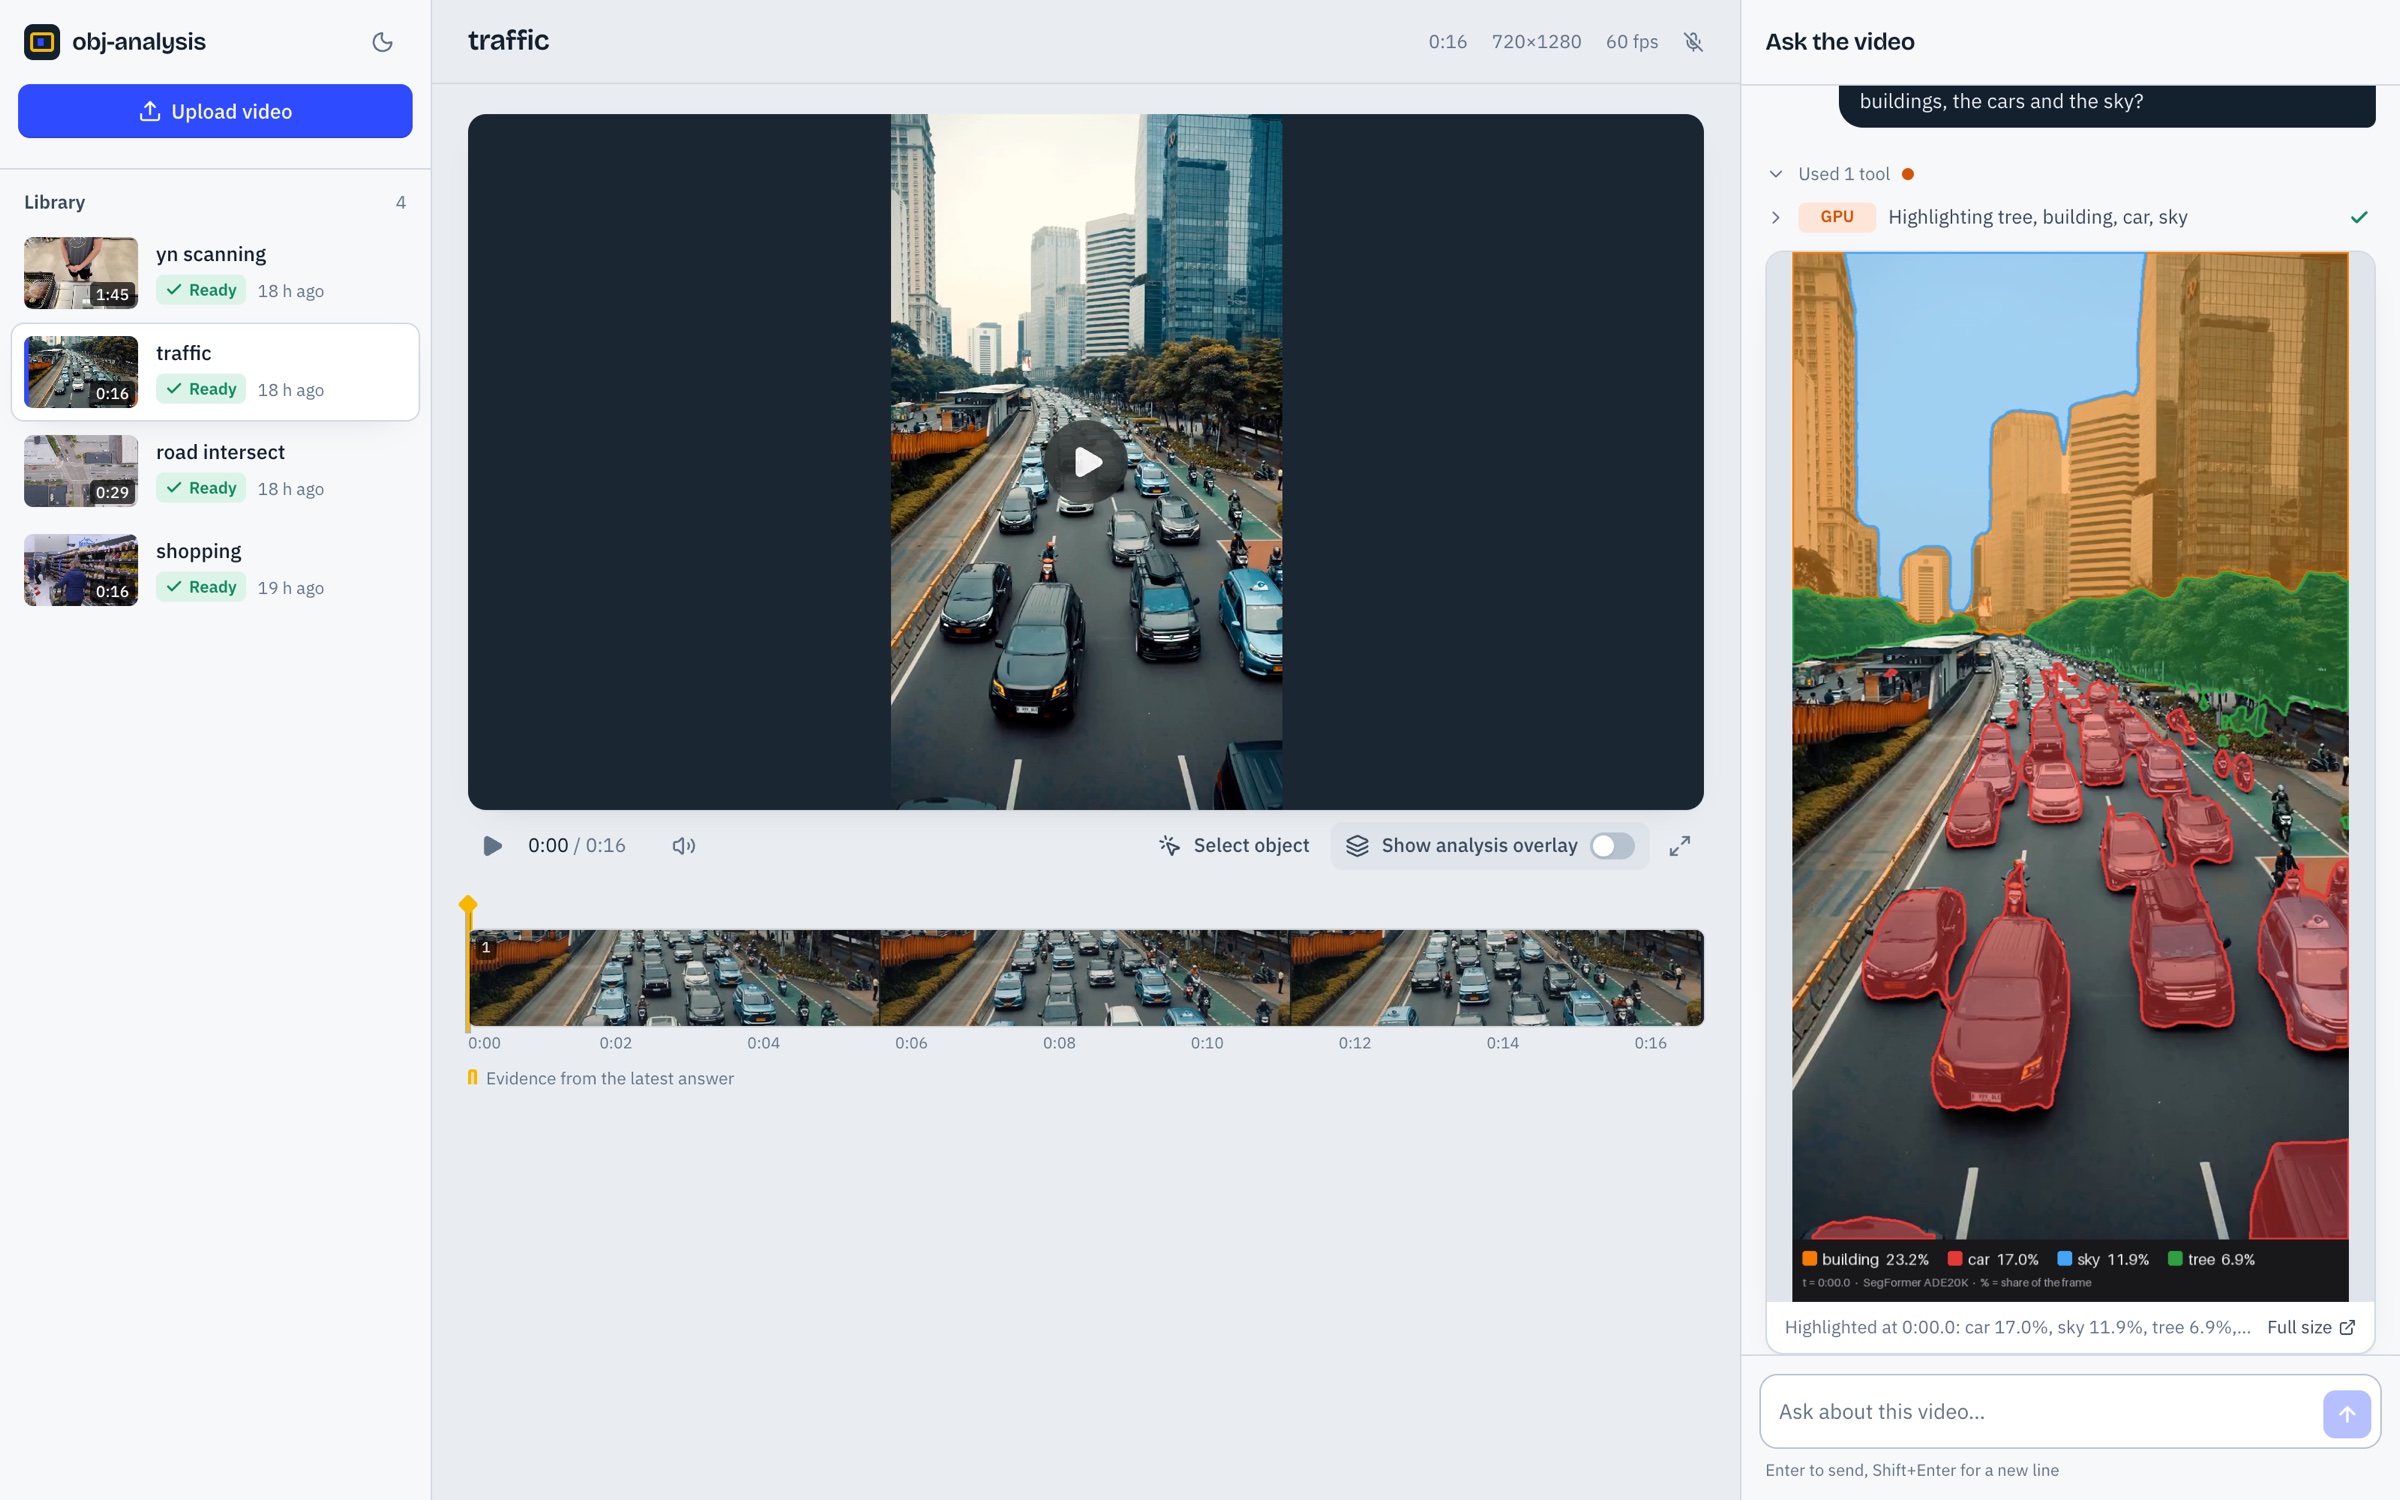 obj-analysis
Upload video
Library 4
yn scanning
1:45
Ready 18 h ago
traffic
0:16
Ready 18 h ago
road intersect
0:29
Ready 18 h ago
shopping
0:16
Ready 19 h ago
traffic
0:16 720×1280 60 fps
0:00 / 0:16
Select object
Show analysis overlay
1
0:00 0:02 0:04 0:06 0:08 0:10 0:12 0:14 0:16
Evidence from the latest answer
Ask the video
buildings, the cars and the sky?
Used 1 tool
GPU Highlighting tree, building, car, sky
building 23.2% car 17.0% sky 11.9% tree 6.9%
t = 0:00.0 · SegFormer ADE20K · % = share of the frame
Highlighted at 0:00.0: car 17.0%, sky 11.9%, tree 6.9%,... Full size
Ask about this video...
Enter to send, Shift+Enter for a new line